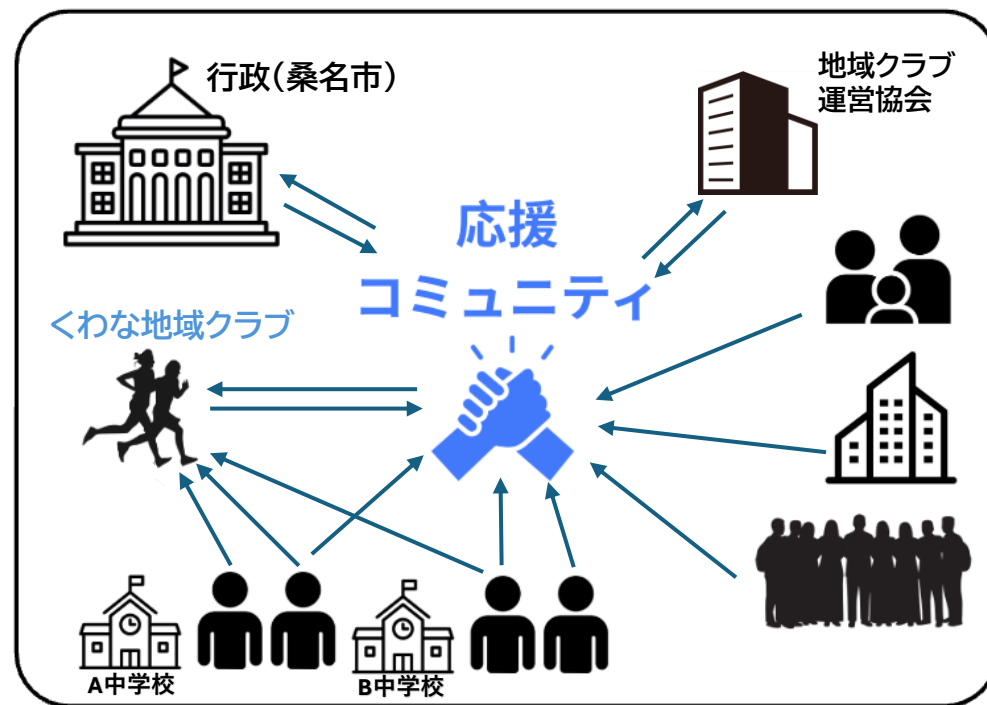 行政(桑名市)
地域クラブ
運営協会
応援
コミュニティ
くわな地域クラブ
A中学校
B中学校